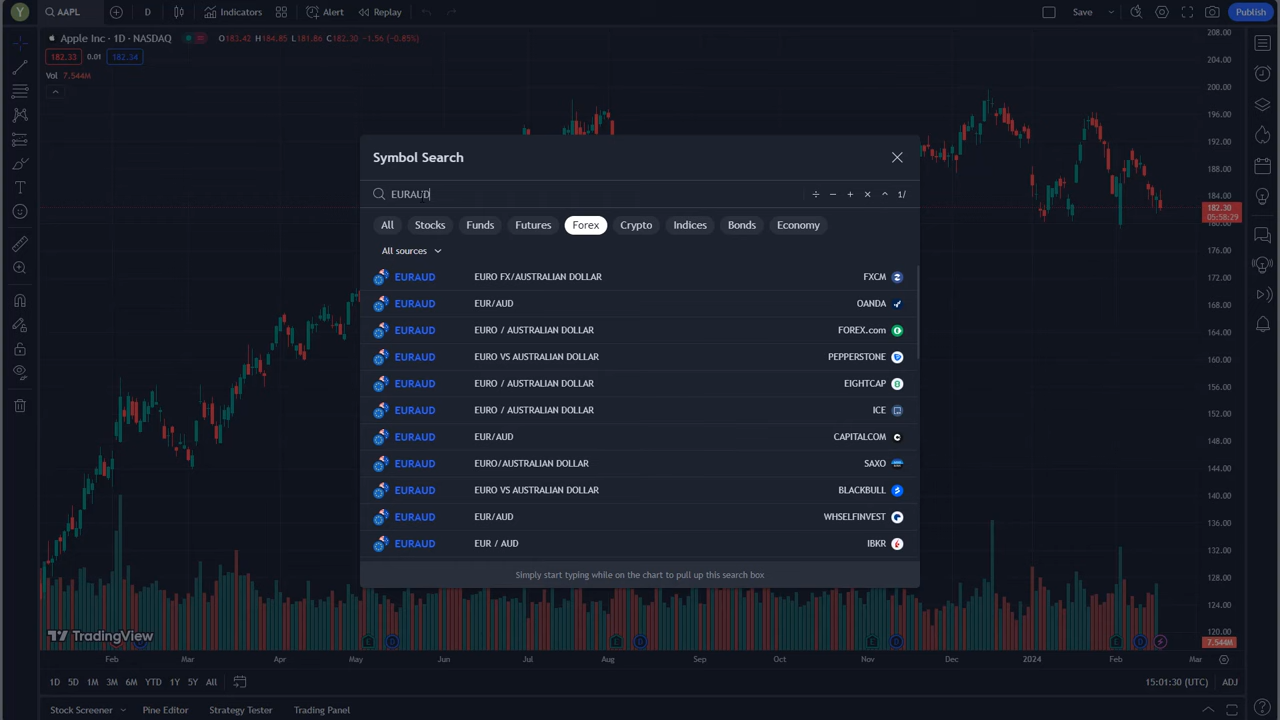 Y AAPL D Indicators Alert Replay Save Publish
Apple Inc · 1D · NASDAQ O183.42 H184.85 L181.86 C182.30 −1.56 (−0.85%)
182.33 0.01 182.34
Vol 7.544M
Symbol Search
EURAUD 1/
All Stocks Funds Futures Forex Crypto Indices Bonds Economy
All sources
EURAUD EURO FX/AUSTRALIAN DOLLAR FXCM
EURAUD EUR/AUD OANDA
EURAUD EURO / AUSTRALIAN DOLLAR FOREX.com
EURAUD EURO VS AUSTRALIAN DOLLAR PEPPERSTONE
EURAUD EURO / AUSTRALIAN DOLLAR EIGHTCAP
EURAUD EURO / AUSTRALIAN DOLLAR ICE
EURAUD EUR/AUD CAPITALCOM
EURAUD EURO/AUSTRALIAN DOLLAR SAXO
EURAUD EURO VS AUSTRALIAN DOLLAR BLACKBULL
EURAUD EUR/AUD WHSELFINVEST
EURAUD EUR / AUD IBKR
Simply start typing while on the chart to pull up this search box
208.00
204.00
200.00
196.00
192.00
188.00
184.00
182.30
05:58:29
176.00
172.00
168.00
164.00
160.00
156.00
152.00
148.00
144.00
140.00
136.00
132.00
128.00
124.00
120.00
7.544M
TradingView
E D E D E D E D
Feb Mar Apr May Jun Jul Aug Sep Oct Nov Dec 2024 Feb Mar
1D 5D 1M 3M 6M YTD 1Y 5Y All 15:01:30 (UTC) ADJ
Stock Screener Pine Editor Strategy Tester Trading Panel